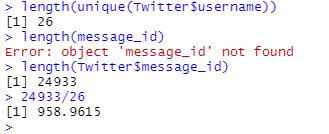 > length(unique(Twitter$username))
[1] 26
> length(message_id)
Error: object 'message_id' not found
> length(Twitter$message_id)
[1] 24933
> 24933/26
[1] 958.9615
>